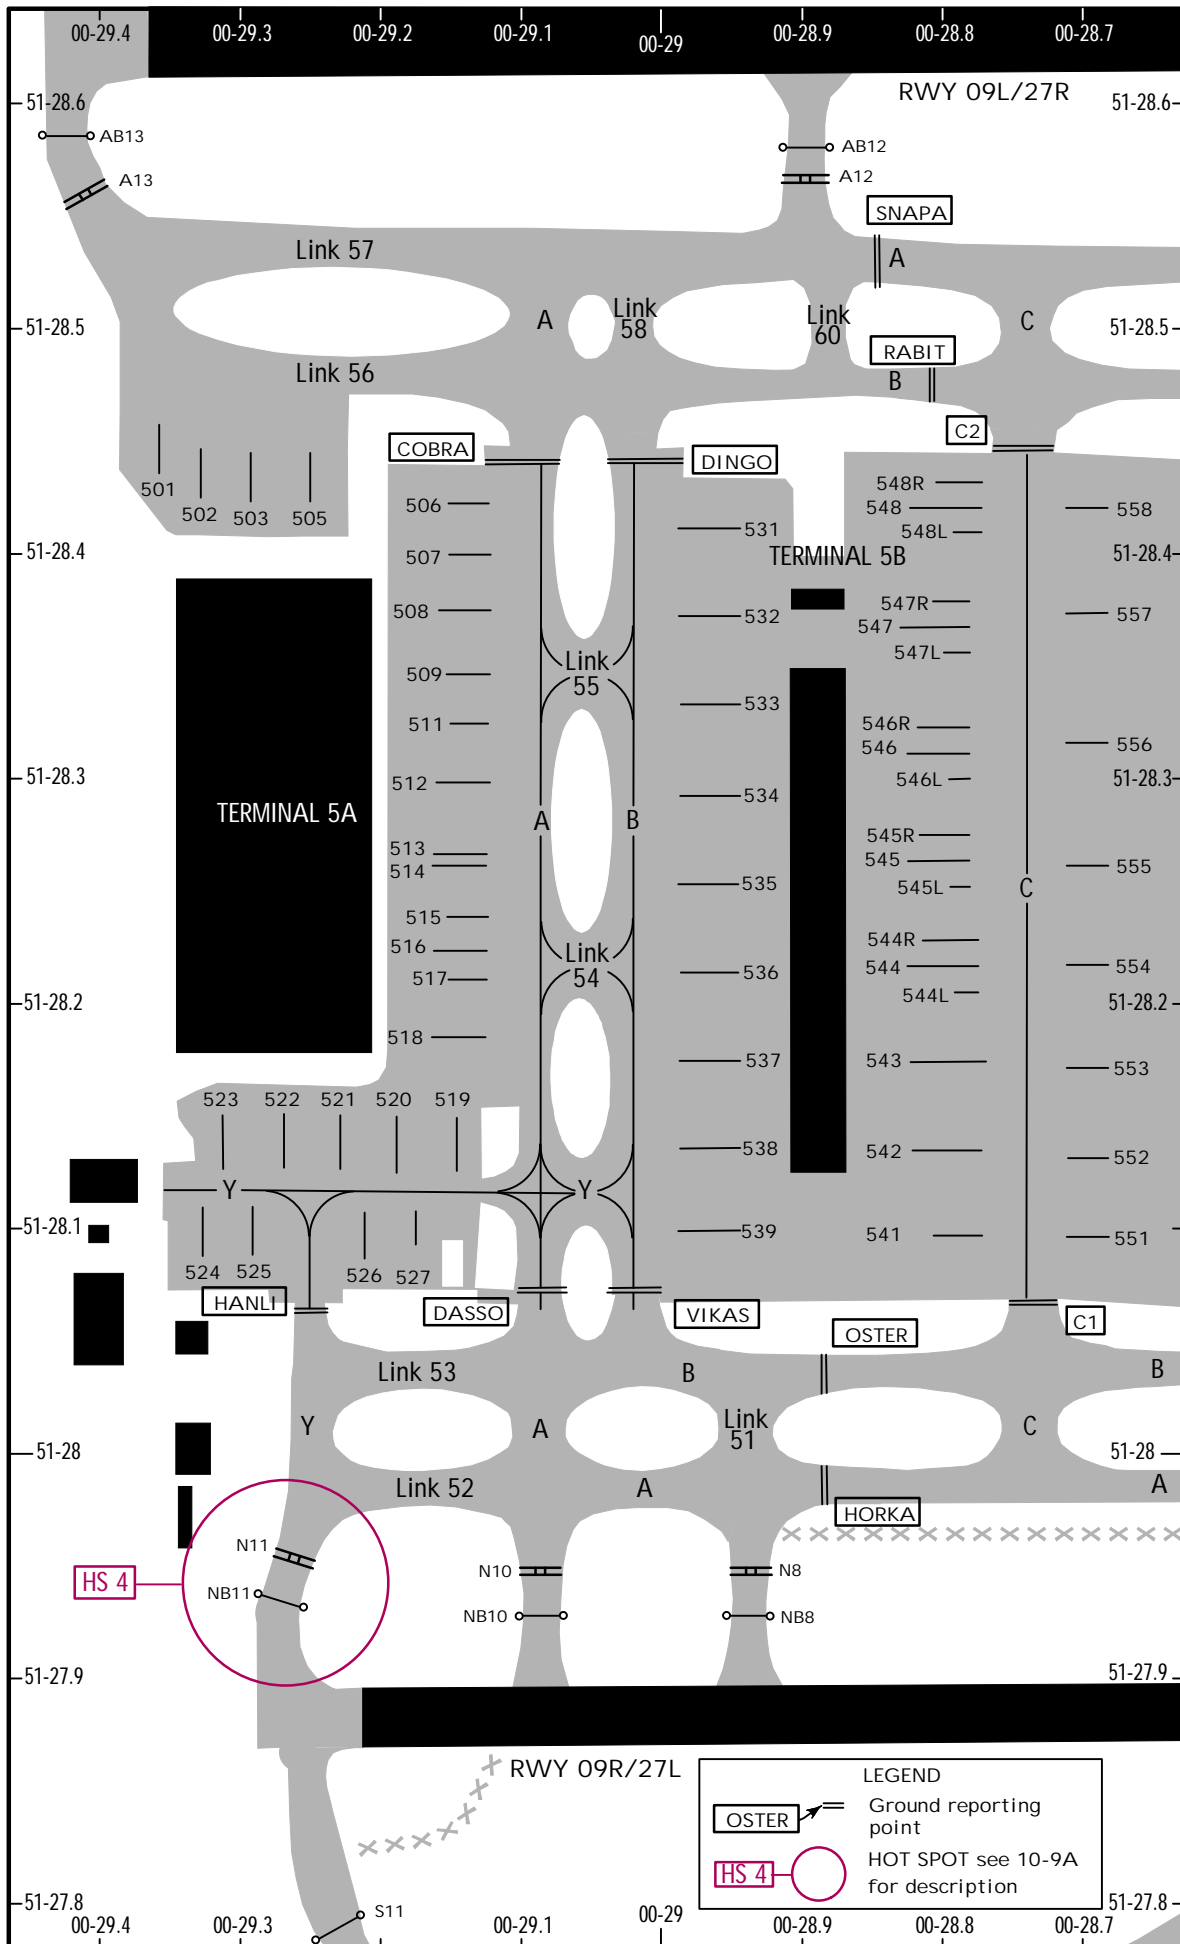 00-29.4 00-29.3 00-29.2 00-29.1 00-29 00-28.9 00-28.8 00-28.7
RWY 09L/27R
51-28.6 51-28.6
AB13
AB12
A13
A12
SNAPA
Link 57
A
Link
58
A
Link
60
C
51-28.5 51-28.5
RABIT
Link 56
B
C2
COBRA
DINGO
501
502
503
505
506
507
508
509
511
512
513
514
515
516
517
518
531
532
533
534
535
536
537
538
539
548R
548
548L
TERMINAL 5B
547R
547
547L
546R
546
546L
545R
545
545L
544R
544
544L
543
542
541
558
51-28.4 51-28.4
557
556
51-28.3 51-28.3
555
554
51-28.2 51-28.2
553
552
551
Link
55
TERMINAL 5A
A
B
C
Link
54
523 522 521 520 519
Y
Y
51-28.1
524 525 526 527
HANLI
DASSO
VIKAS
C1
OSTER
Link 53
B
B
Y
A
Link
51
C
51-28 51-28
Link 52
A
A
HORKA
N11
N10
N8
HS 4
NB11
NB10
NB8
51-27.9 51-27.9
RWY 09R/27L
LEGEND
OSTER
Ground reporting
point
HS 4
HOT SPOT see 10-9A
for description
51-27.8 51-27.8
S11
00-29.4 00-29.3 00-29.1 00-29 00-28.9 00-28.8 00-28.7